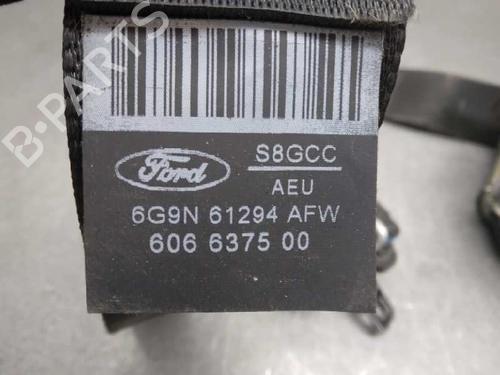 B-PARTS
Ford
S8GCC
AEU
6G9N 61294 AFW
606 6375 00